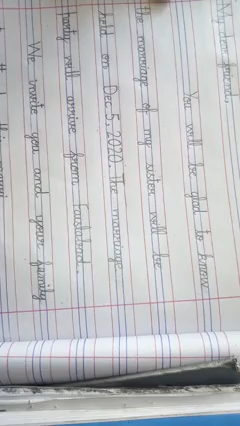 My dear friend,
You will be glad to know
the marriage of my sister will be
held on Dec 5, 2020. The marriage
Party will arrive from Faisalabad.
We invite you and your family